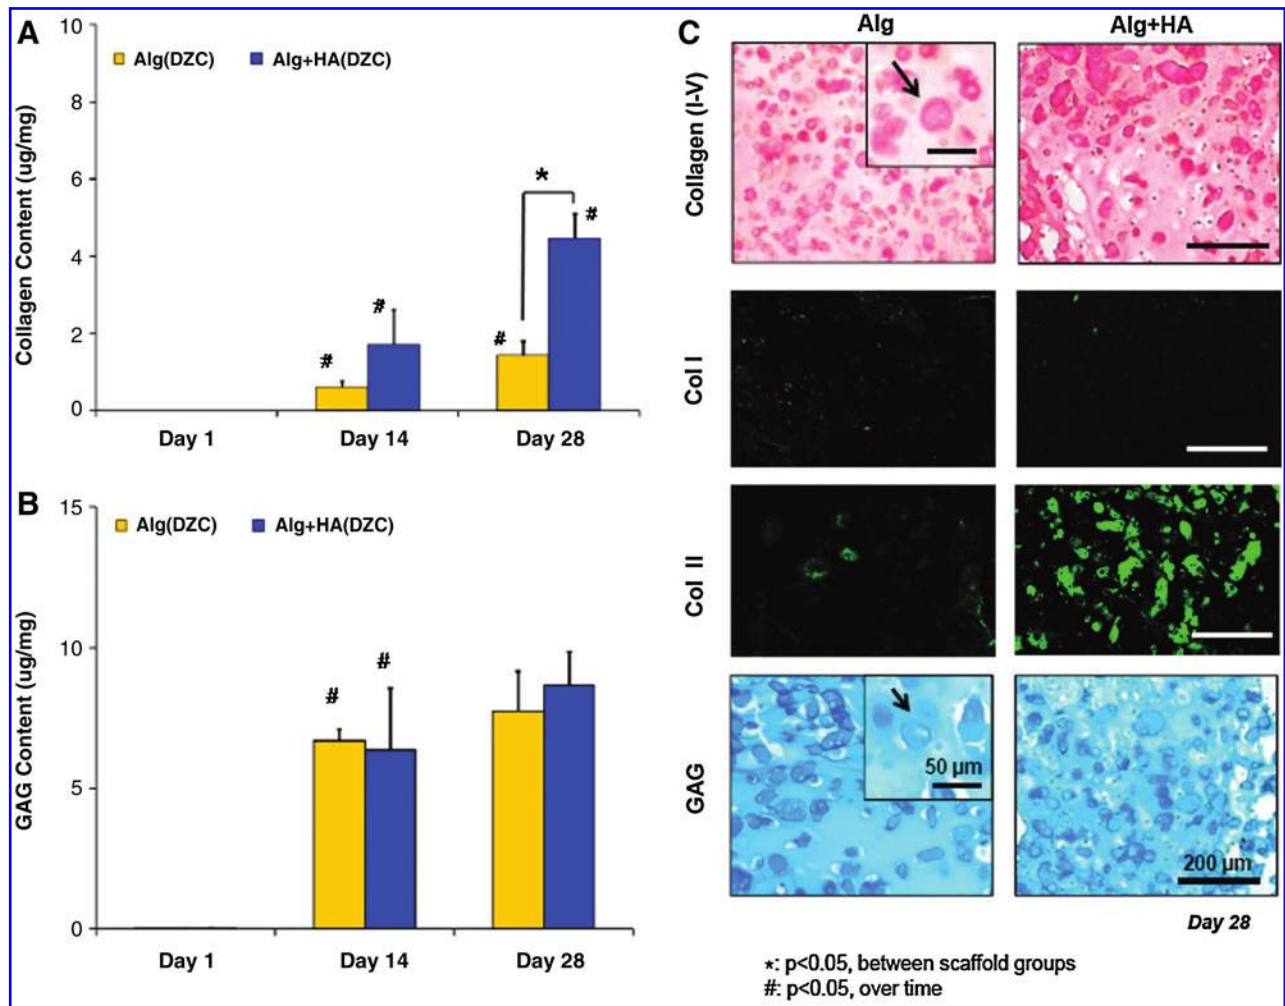 A
Alg(DZC) Alg+HA(DZC)
Collagen Content (ug/mg)
10
8
6
4
2
0
# # # * #
Day 1 Day 14 Day 28
B
Alg(DZC) Alg+HA(DZC)
GAG Content (ug/mg)
15
10
5
0
# #
Day 1 Day 14 Day 28
C
Alg Alg+HA
Collagen (I-V)
Col I
Col II
GAG
50 µm
200 µm
Day 28
*: p<0.05, between scaffold groups
#: p<0.05, over time